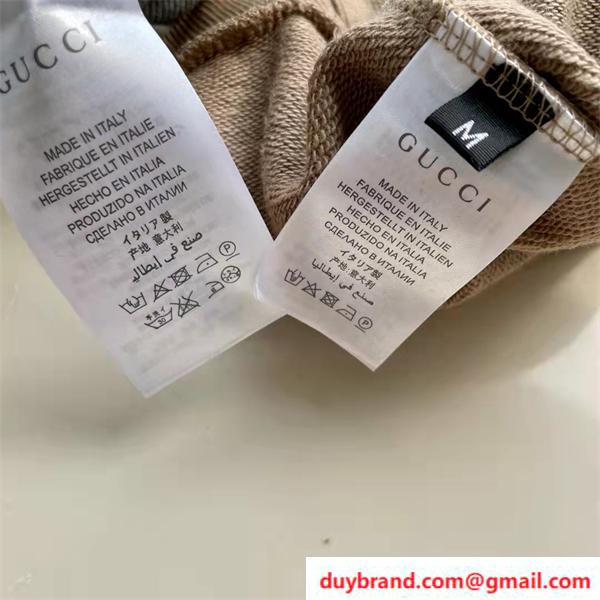 GUCCI
MADE IN ITALY
FABRIQUE EN ITALIE
HERGESTELLT IN ITALIEN
HECHO EN ITALIA
PRODUZIDO NA ITALIA
СДЕЛАНО В ИТАЛИИ
イタリア製
产地:意大利
صنع في إيطاليا
M
GUCCI
MADE IN ITALY
FABRIQUE EN ITALIE
HERGESTELLT IN ITALIEN
HECHO EN ITALIA
PRODUZIDO NA ITALIA
СДЕЛАНО В ИТАЛИИ
イタリア製
产地:意大利
صنع في إيطاليا
P
P
30
duybrand.com@gmail.com